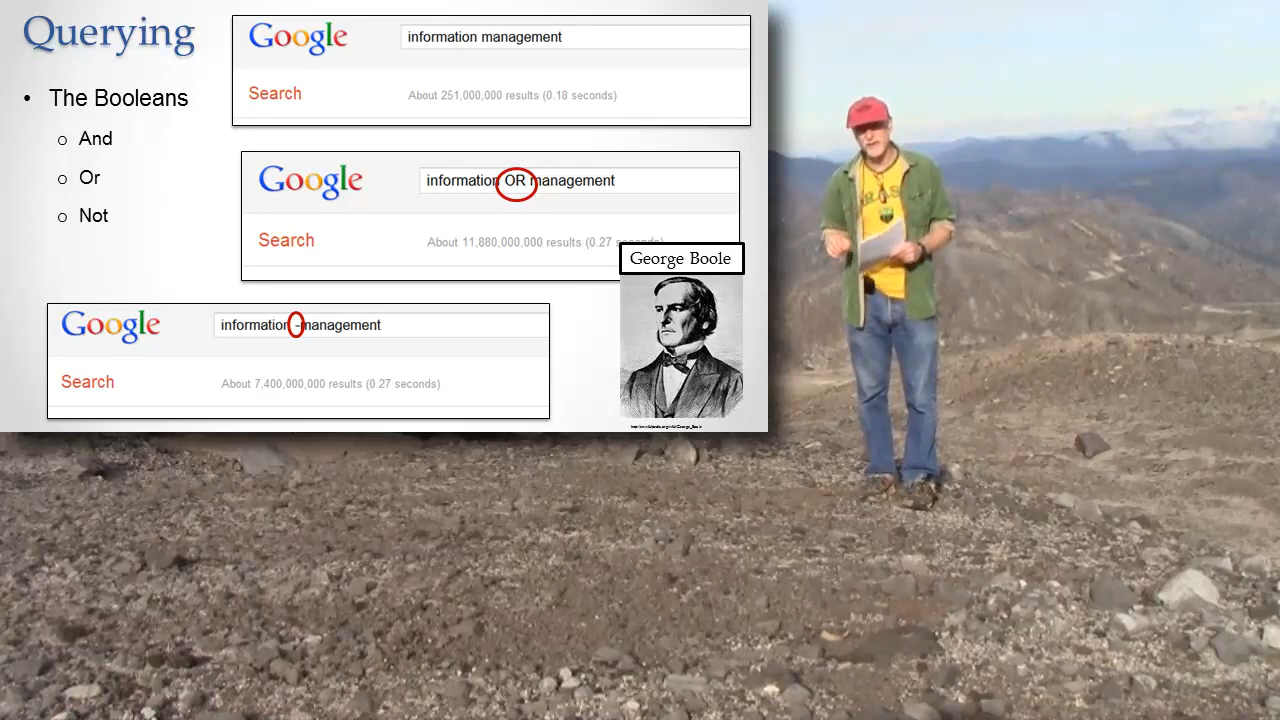 Querying
• The Booleans
o And
o Or
o Not
Google information management
Search About 251,000,000 results (0.18 seconds)
Google information OR management
Search About 11,880,000,000 results (0.27 seconds)
George Boole
Google information -management
Search About 7,400,000,000 results (0.27 seconds)